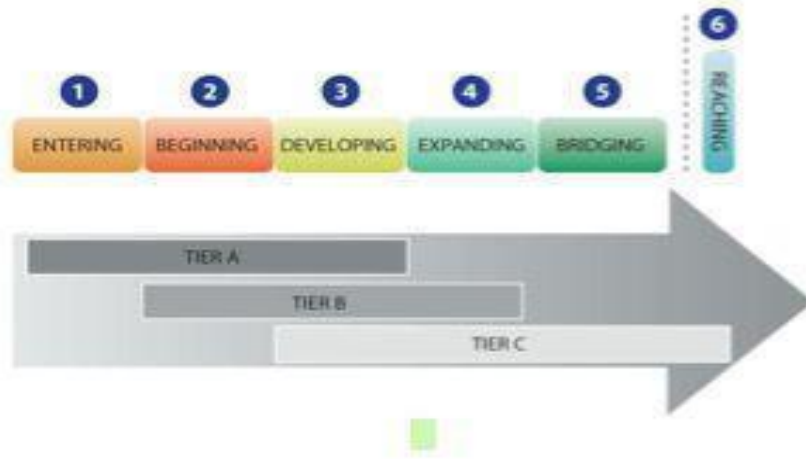 1 2 3 4 5 6
ENTERING BEGINNING DEVELOPING EXPANDING BRIDGING REACHING
TIER A
TIER B
TIER C